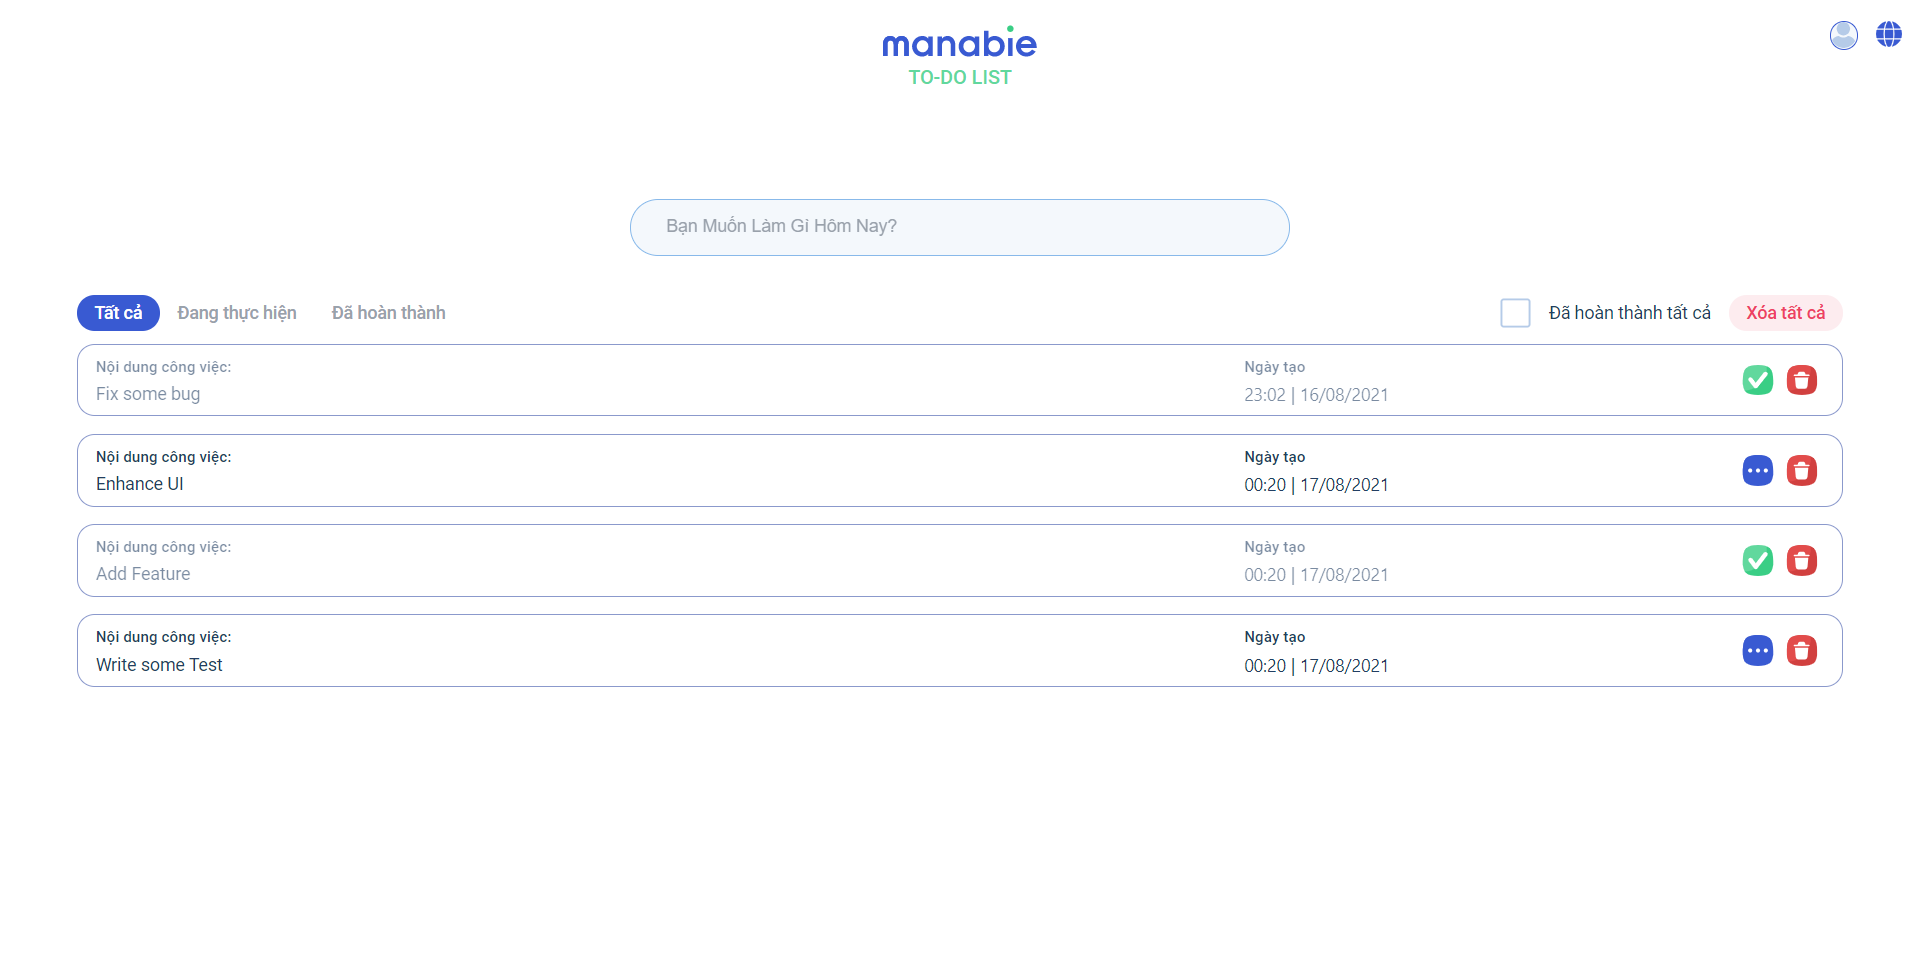 manabie
TO-DO LIST
Bạn Muốn Làm Gì Hôm Nay?
Tất cả Đang thực hiện Đã hoàn thành Đã hoàn thành tất cả Xóa tất cả
Nội dung công việc: Ngày tạo
Fix some bug 23:02 | 16/08/2021
Nội dung công việc: Ngày tạo
Enhance UI 00:20 | 17/08/2021
Nội dung công việc: Ngày tạo
Add Feature 00:20 | 17/08/2021
Nội dung công việc: Ngày tạo
Write some Test 00:20 | 17/08/2021